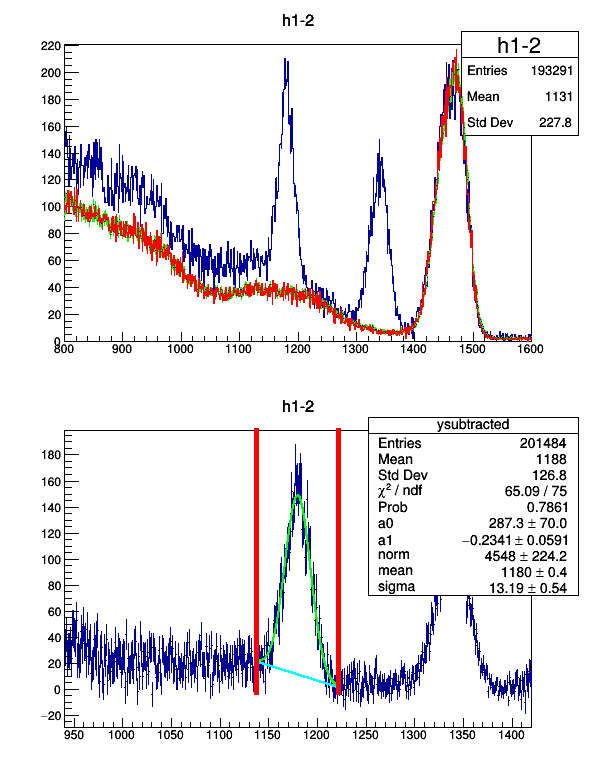 h1-2
h1-2
Entries 193291
Mean 1131
Std Dev 227.8
220
200
180
160
140
120
100
80
60
40
20
0
800 900 1000 1100 1200 1300 1400 1500 1600
h1-2
ysubtracted
Entries 201484
Mean 1188
Std Dev 126.8
χ² / ndf 65.09 / 75
Prob 0.7861
a0 287.3 ± 70.0
a1 −0.2341 ± 0.0591
norm 4548 ± 224.2
mean 1180 ± 0.4
sigma 13.19 ± 0.54
180
160
140
120
100
80
60
40
20
0
−20
950 1000 1050 1100 1150 1200 1250 1300 1350 1400